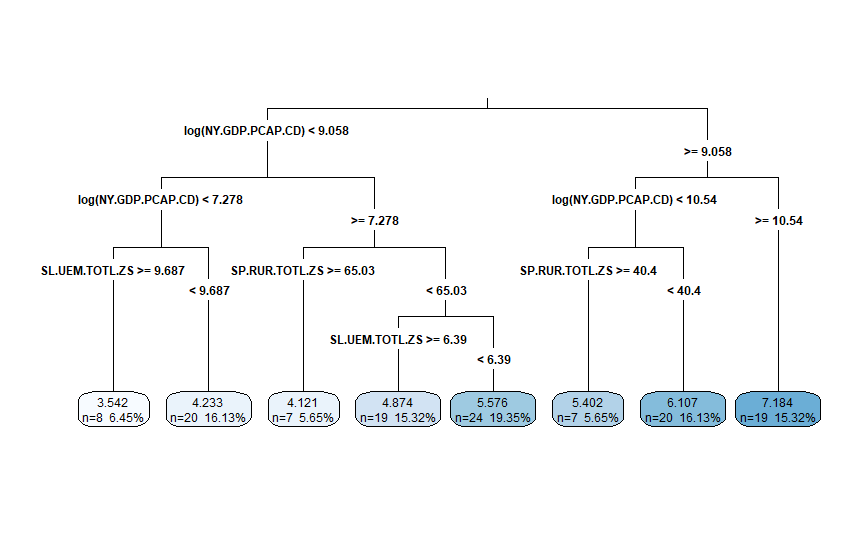 log(NY.GDP.PCAP.CD) < 9.058
>= 9.058
log(NY.GDP.PCAP.CD) < 7.278
log(NY.GDP.PCAP.CD) < 10.54
>= 7.278
>= 10.54
SL.UEM.TOTL.ZS >= 9.687
SP.RUR.TOTL.ZS >= 65.03
SP.RUR.TOTL.ZS >= 40.4
< 9.687
< 65.03
< 40.4
SL.UEM.TOTL.ZS >= 6.39
< 6.39
3.542
n=8 6.45%
4.233
n=20 16.13%
4.121
n=7 5.65%
4.874
n=19 15.32%
5.576
n=24 19.35%
5.402
n=7 5.65%
6.107
n=20 16.13%
7.184
n=19 15.32%